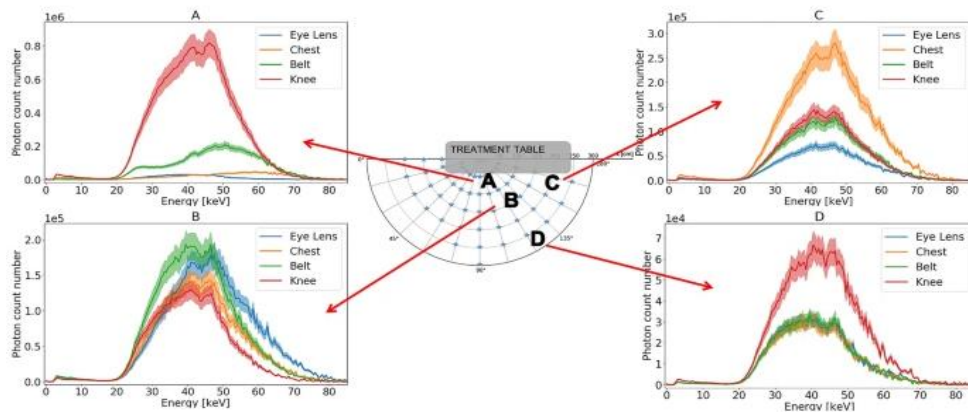 A
1e6
Photon count number
0.8
0.6
0.4
0.2
0.0
Eye Lens
Chest
Belt
Knee
0 10 20 30 40 50 60 70 80
Energy [keV]
B
1e5
Photon count number
2.0
1.5
1.0
0.5
0.0
Eye Lens
Chest
Belt
Knee
0 10 20 30 40 50 60 70 80
Energy [keV]
TREATMENT TABLE
0°
45°
90°
135°
300
A
B
C
D
C
1e5
Photon count number
3.0
2.5
2.0
1.5
1.0
0.5
0.0
Eye Lens
Chest
Belt
Knee
0 10 20 30 40 50 60 70 80
Energy [keV]
D
1e4
Photon count number
7
6
5
4
3
2
1
0
Eye Lens
Chest
Belt
Knee
0 10 20 30 40 50 60 70 80
Energy [keV]